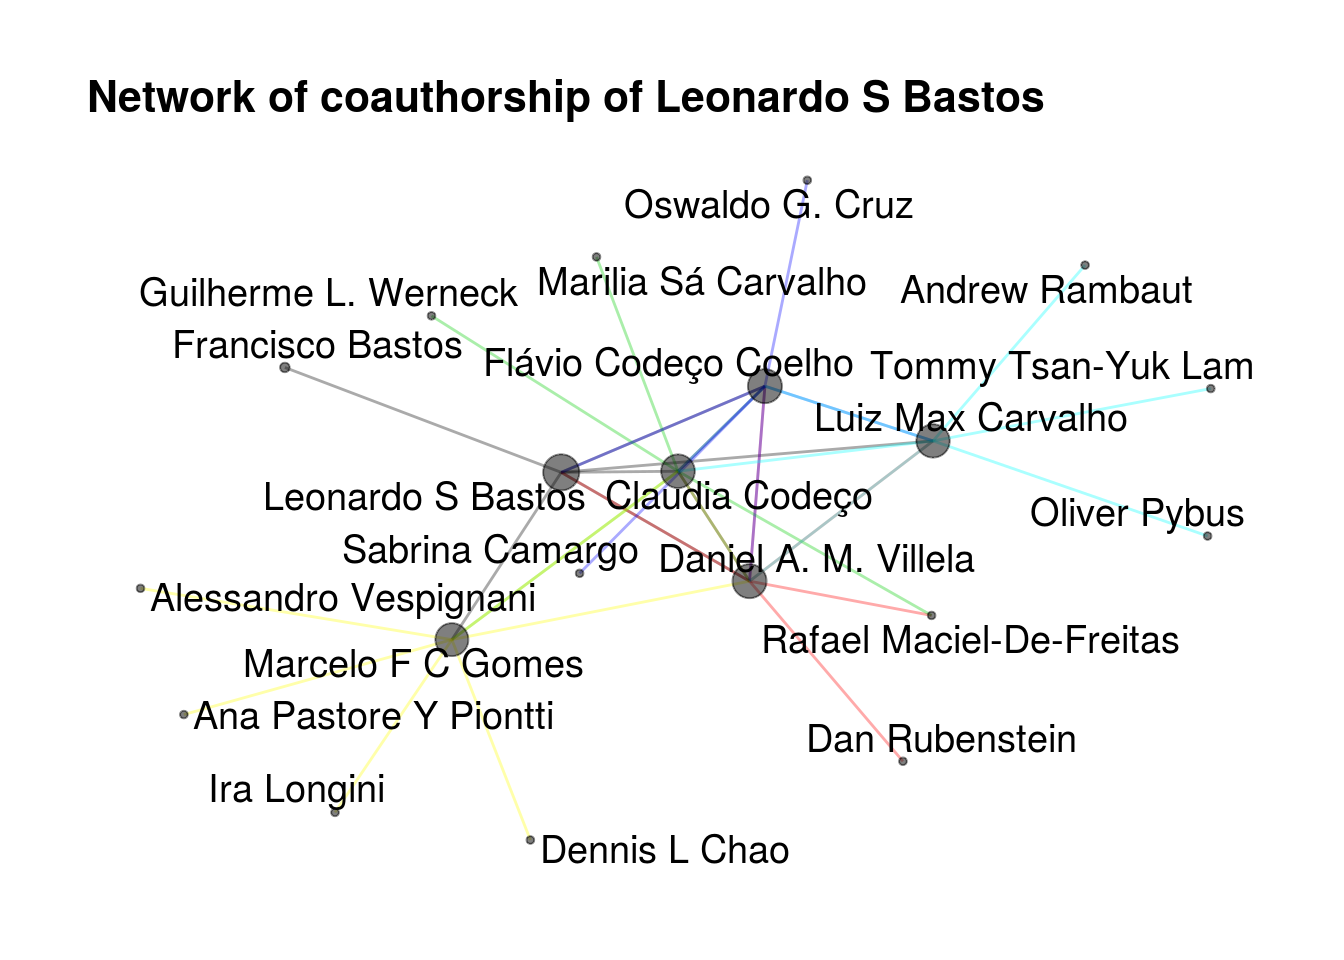 Network of coauthorship of Leonardo S Bastos
Oswaldo G. Cruz
Marilia Sá Carvalho
Andrew Rambaut
Guilherme L. Werneck
Francisco Bastos
Flávio Codeço Coelho
Tommy Tsan-Yuk Lam
Luiz Max Carvalho
Leonardo S Bastos
Claudia Codeço
Oliver Pybus
Sabrina Camargo
Daniel A. M. Villela
Alessandro Vespignani
Rafael Maciel-De-Freitas
Marcelo F C Gomes
Ana Pastore Y Piontti
Dan Rubenstein
Ira Longini
Dennis L Chao